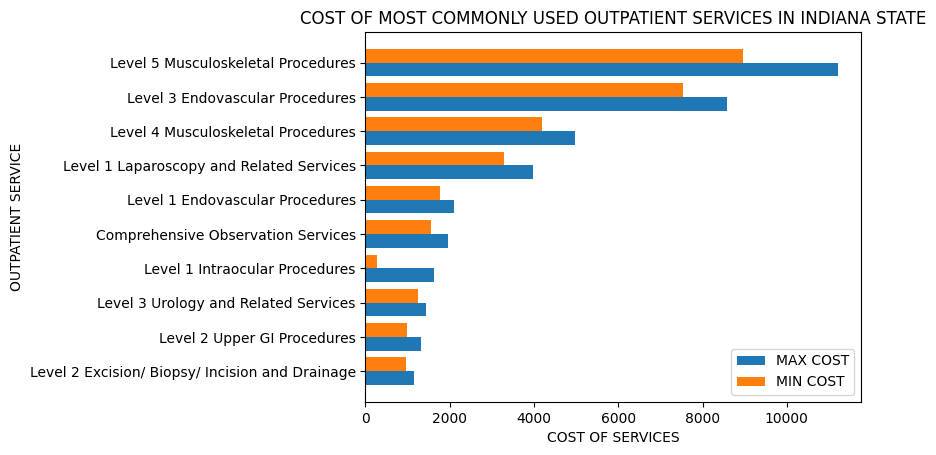 COST OF MOST COMMONLY USED OUTPATIENT SERVICES IN INDIANA STATE
OUTPATIENT SERVICE
Level 5 Musculoskeletal Procedures
Level 3 Endovascular Procedures
Level 4 Musculoskeletal Procedures
Level 1 Laparoscopy and Related Services
Level 1 Endovascular Procedures
Comprehensive Observation Services
Level 1 Intraocular Procedures
Level 3 Urology and Related Services
Level 2 Upper GI Procedures
Level 2 Excision/ Biopsy/ Incision and Drainage
MAX COST
MIN COST
0 2000 4000 6000 8000 10000
COST OF SERVICES